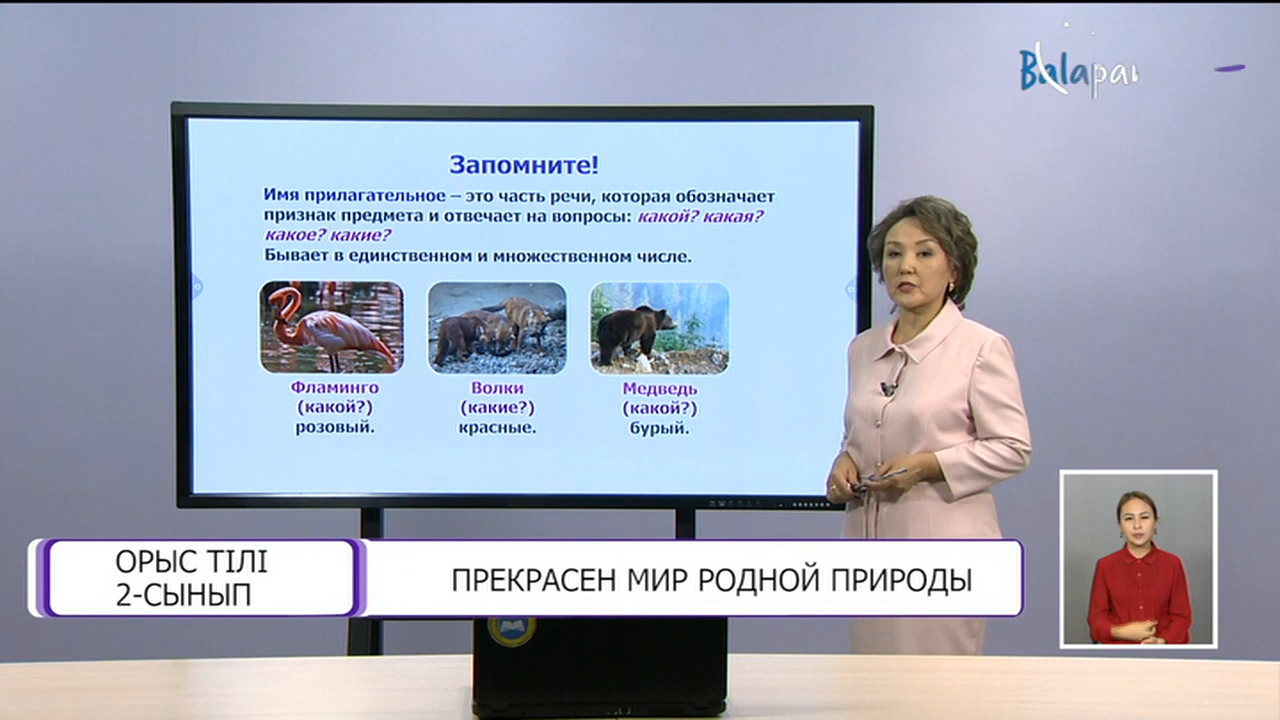 Balapan
Запомните!
Имя прилагательное – это часть речи, которая обозначает
признак предмета и отвечает на вопросы: какой? какая?
какое? какие?
Бывает в единственном и множественном числе.
Фламинго
(какой?)
розовый.
Волки
(какие?)
красные.
Медведь
(какой?)
бурый.
ОРЫС ТІЛІ
2-СЫНЫП
ПРЕКРАСЕН МИР РОДНОЙ ПРИРОДЫ